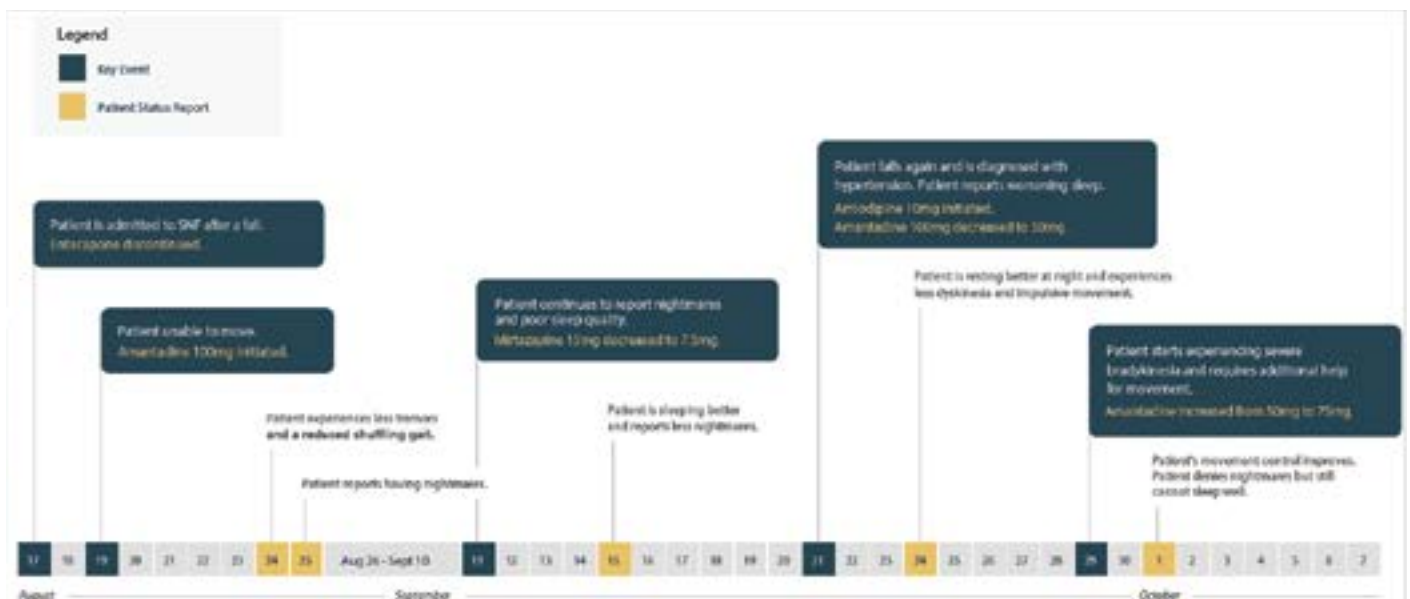 Legend
Key Event
Patient Status Report
Patient falls again and is diagnosed with
hypertension. Patient reports worsening sleep.
Amlodipine 10mg initiated.
Amantadine 100mg decreased to 50mg
Patient is admitted to SNF after a fall.
Entacapone discontinued.
Patient is resting better at night and experiences
less dyskinesia and impulsive movement.
Patient continues to report nightmares
and poor sleep quality.
Mirtazipine 15mg decreased to 7.5mg
Patient unable to move.
Amantadine 100mg initiated.
Patient starts experiencing severe
bradykinesia and requires additional help
for movement.
Amantadine increased from 50mg to 75mg
Patient experiences less tremors
and a reduced shuffling gait.
Patient is sleeping better
and reports less nightmares.
Patient's movement control improves.
Patient denies nightmares but still
cannot sleep well.
Patient reports having nightmares.
17 18 19 20 21 22 23 24 25 Aug 26 - Sept 10 11 12 13 14 15 16 17 18 19 20 21 22 23 24 25 26 27 28 29 30 1 2 3 4 5 6 7
August September October